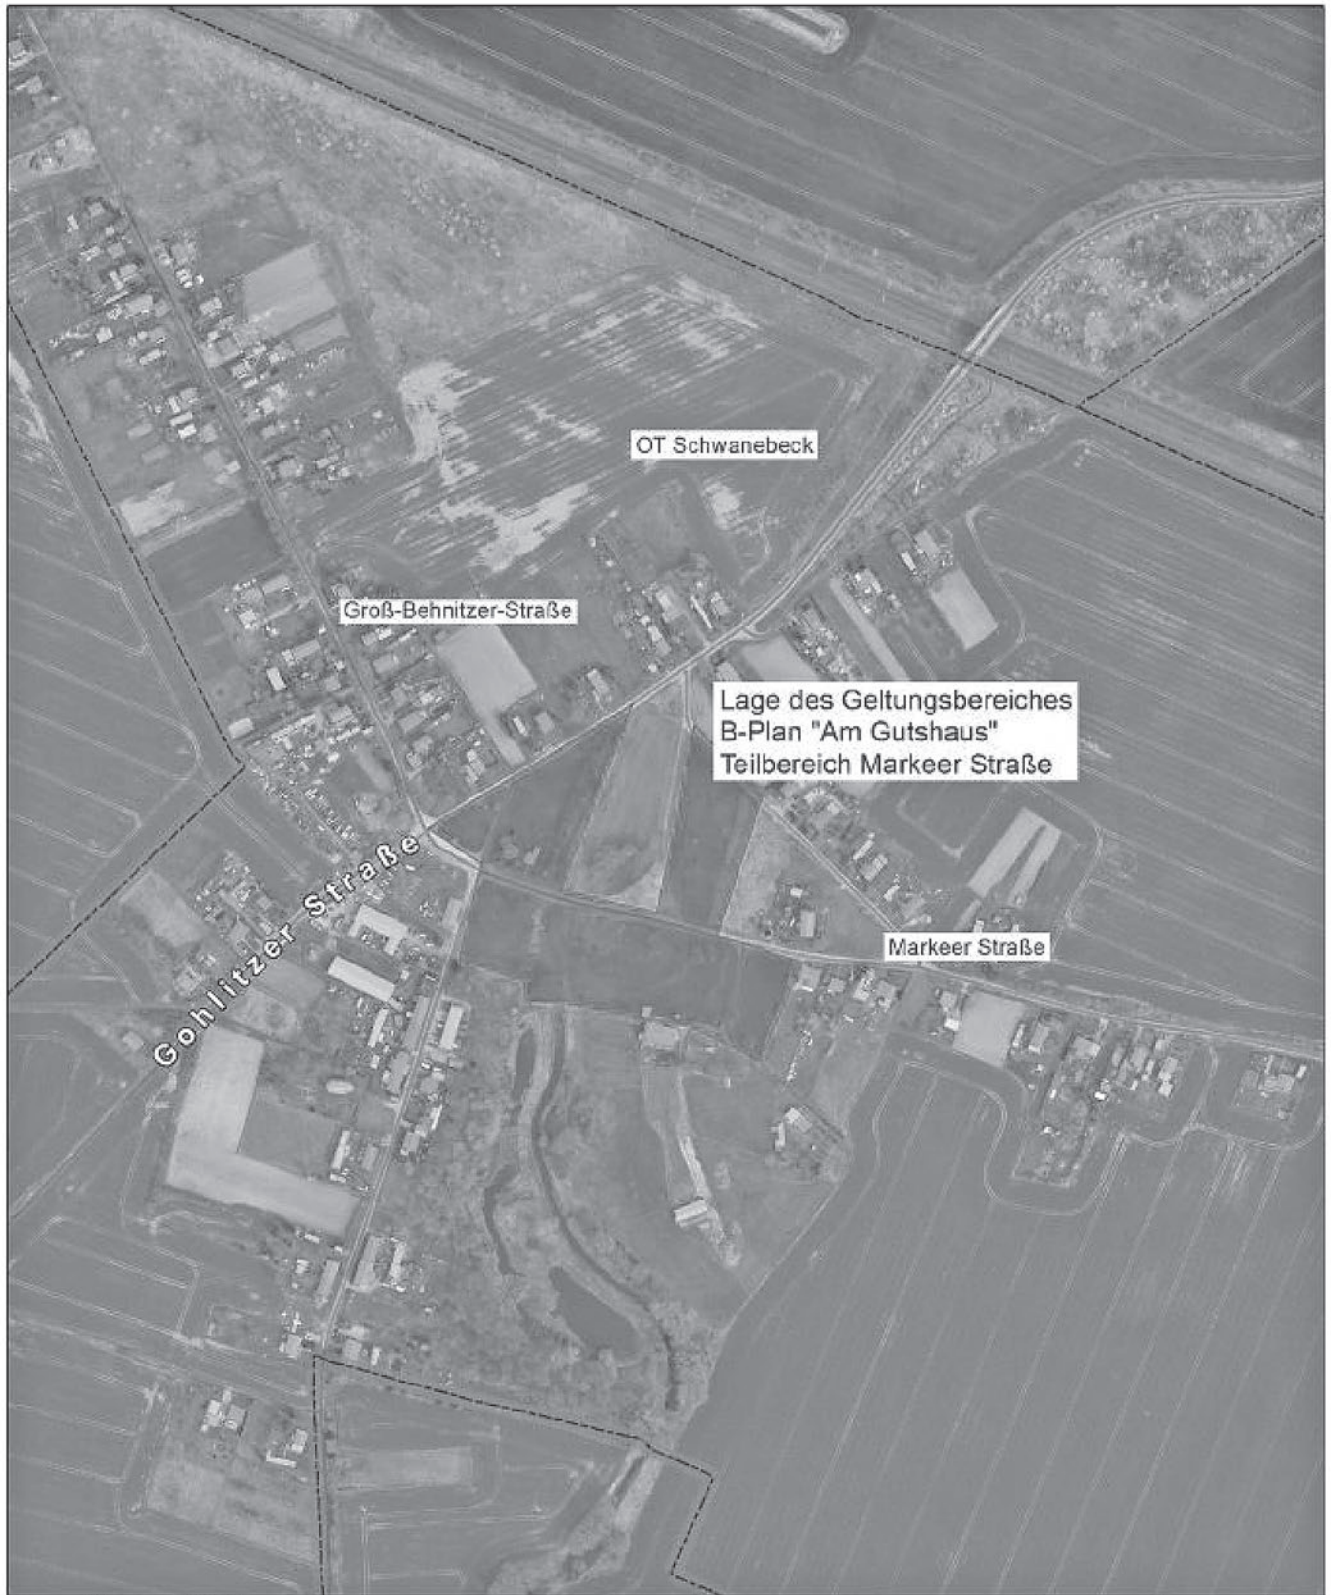 OT Schwanebeck
Groß-Behnitzer-Straße
Lage des Geltungsbereiches
B-Plan "Am Gutshaus"
Teilbereich Markeer Straße
Gohlitzer Straße
Markeer Straße